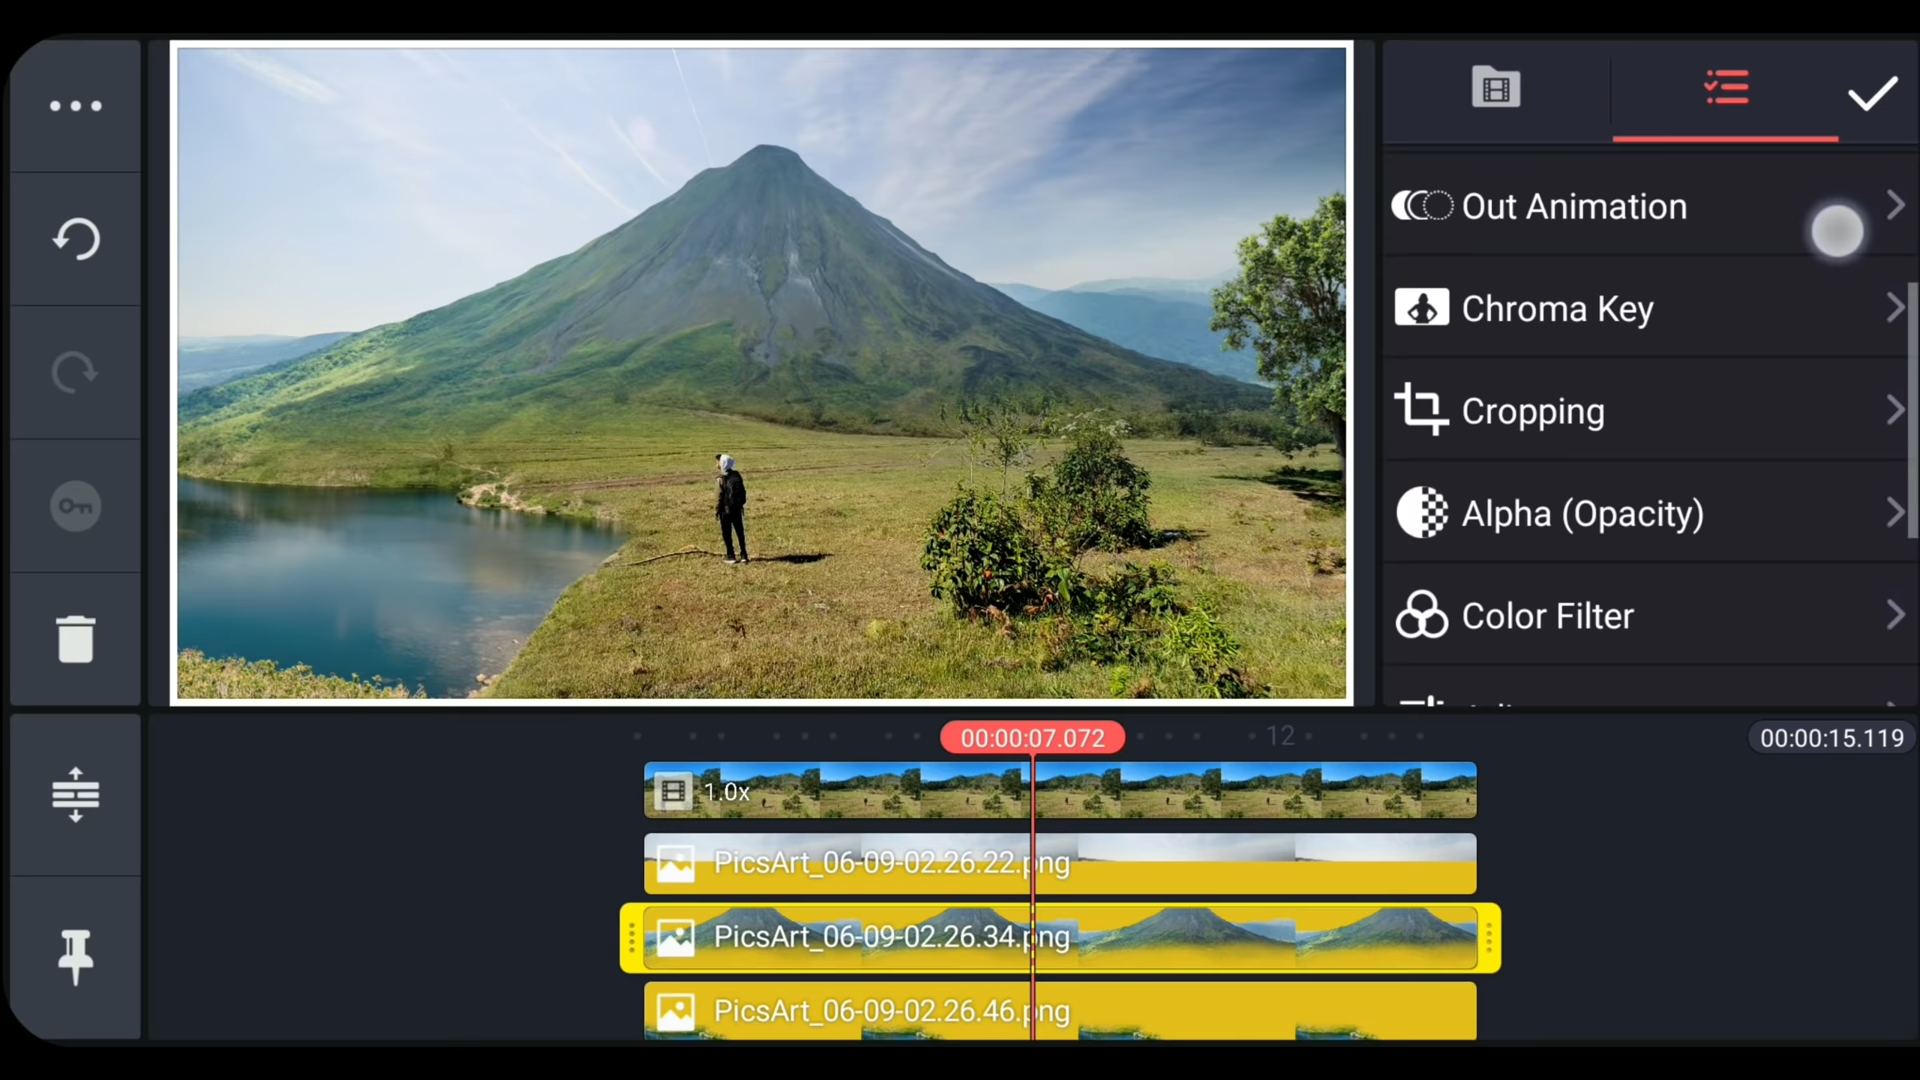 Out Animation
Chroma Key
Cropping
Alpha (Opacity)
Color Filter
00:00:07.072
12
00:00:15.119
1.0x
PicsArt_06-09-02.26.22.png
PicsArt_06-09-02.26.34.png
PicsArt_06-09-02.26.46.png